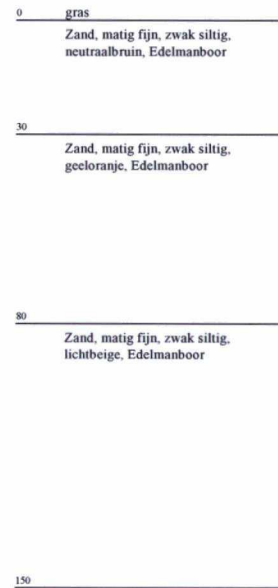 0 gras
Zand, matig fijn, zwak siltig,
neutraalbruin, Edelmanboor
30
Zand, matig fijn, zwak siltig,
geeloranje, Edelmanboor
80
Zand, matig fijn, zwak siltig,
lichtbeige, Edelmanboor
150